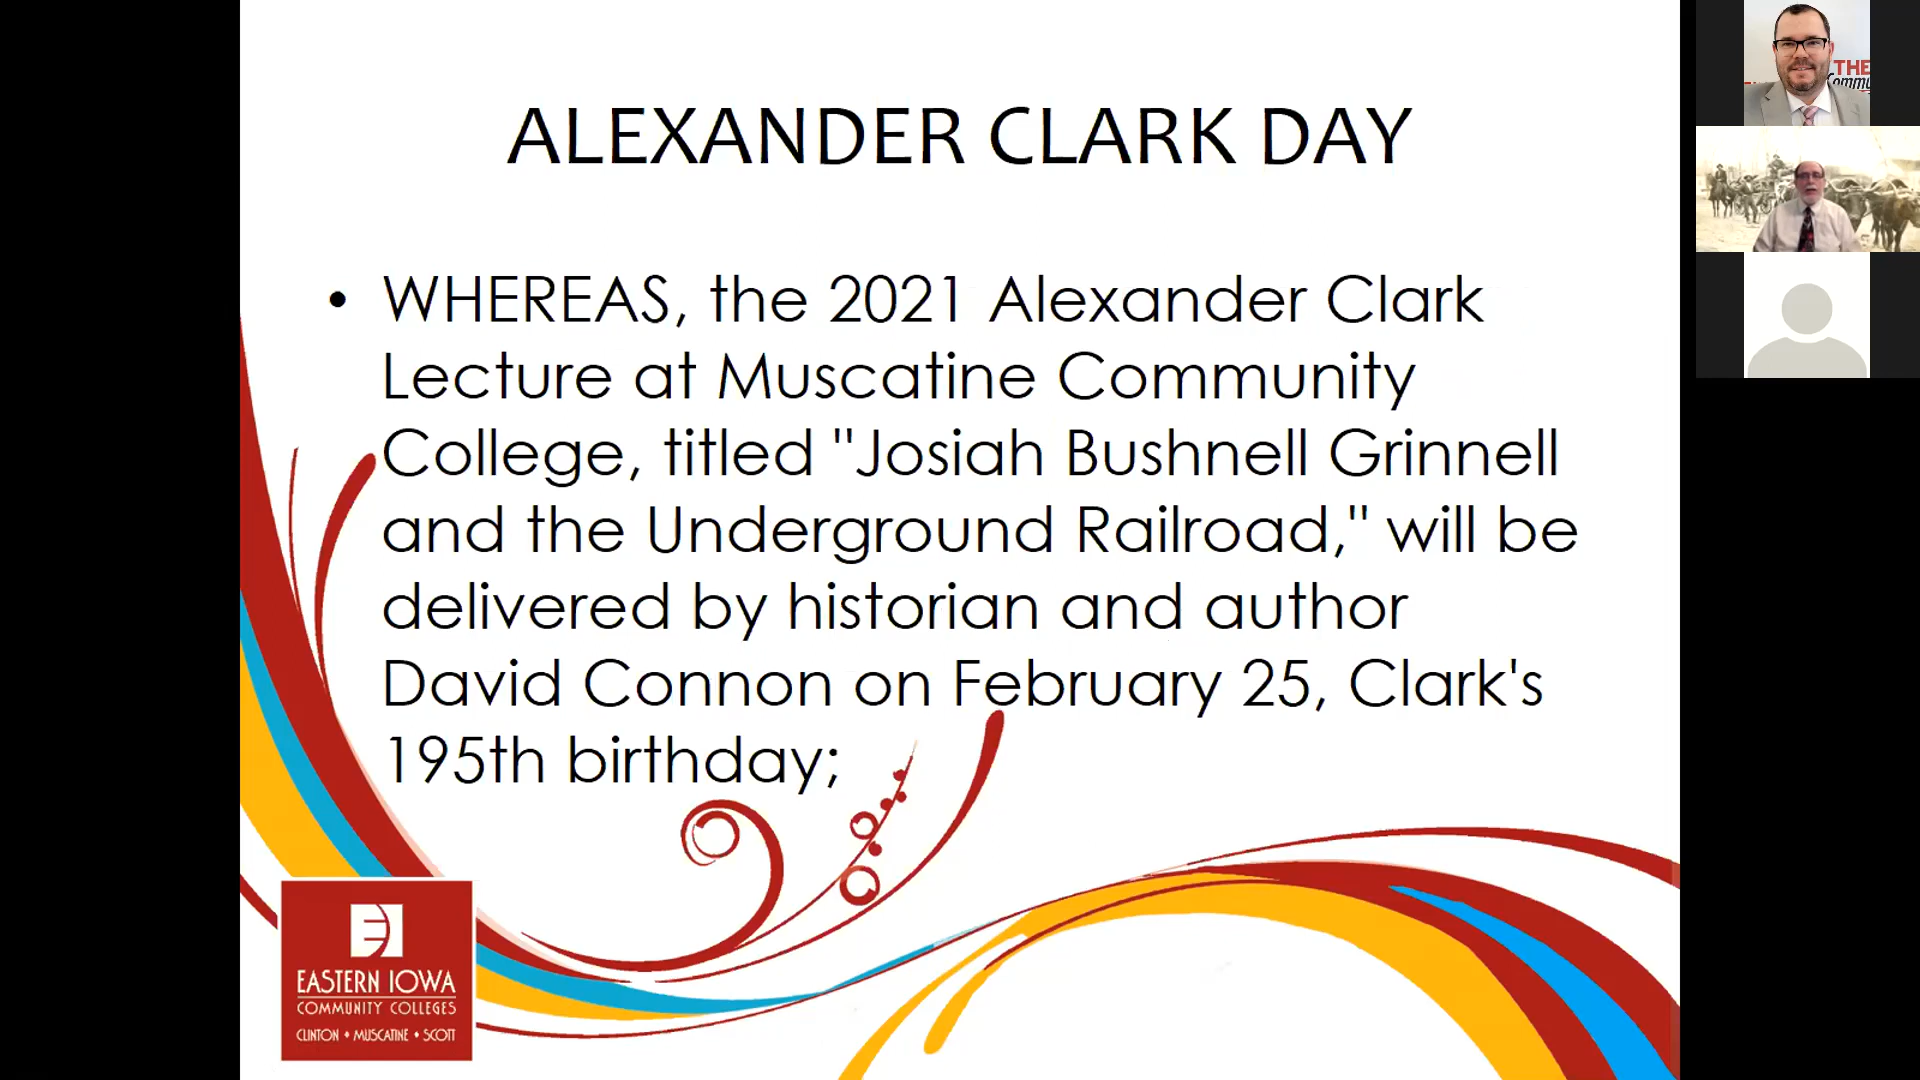 ALEXANDER CLARK DAY
• WHEREAS, the 2021 Alexander Clark
Lecture at Muscatine Community
College, titled "Josiah Bushnell Grinnell
and the Underground Railroad," will be
delivered by historian and author
David Connon on February 25, Clark's
195th birthday;
EASTERN IOWA
COMMUNITY COLLEGES
CLINTON • MUSCATINE • SCOTT
THE
Commu